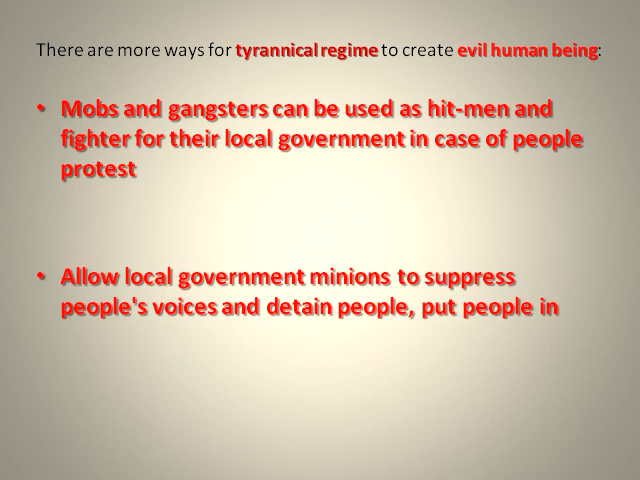 There are more ways for tyrannical regime to create evil human being:
• Mobs and gangsters can be used as hit-men and
fighter for their local government in case of people
protest
• Allow local government minions to suppress
people's voices and detain people, put people in